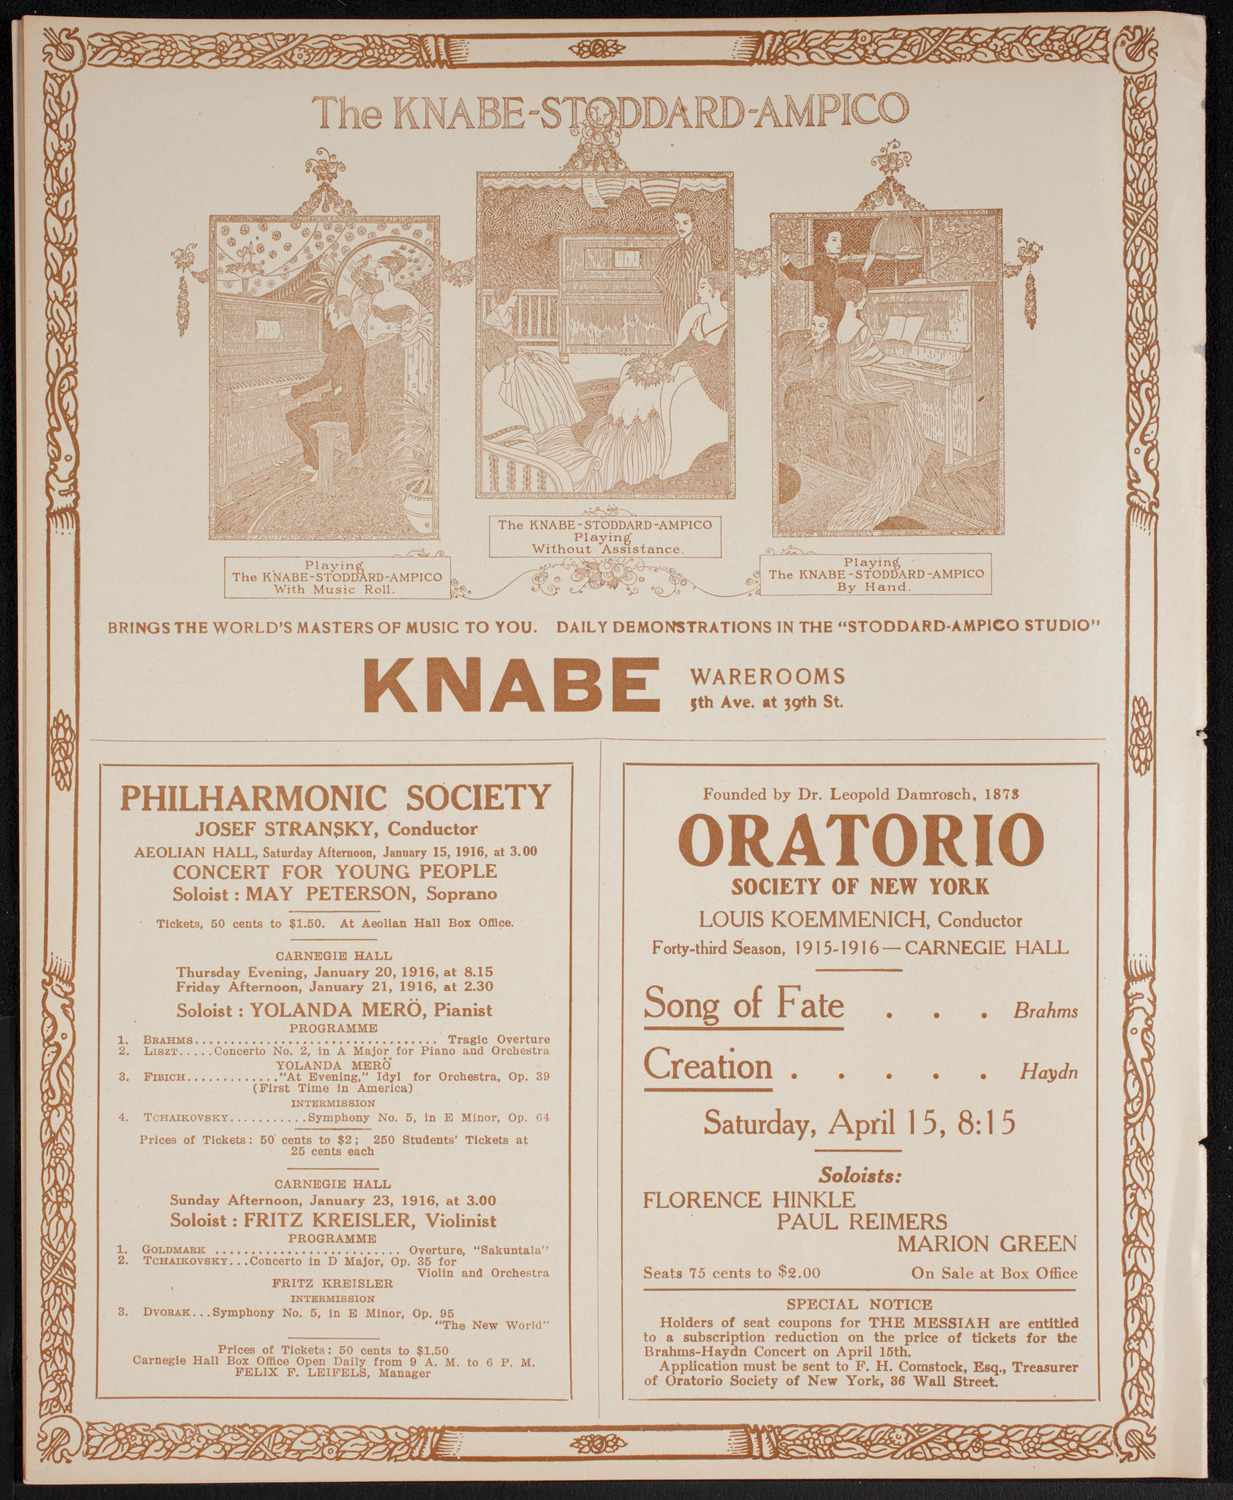 The KNABE-STODDARD-AMPICO
The KNABE-STODDARD-AMPICO
Playing
Without Assistance.
Playing
The KNABE-STODDARD-AMPICO
With Music Roll.
Playing
The KNABE-STODDARD-AMPICO
By Hand.
BRINGS THE WORLD'S MASTERS OF MUSIC TO YOU. DAILY DEMONSTRATIONS IN THE "STODDARD-AMPICO STUDIO"
KNABE
WAREROOMS
5th Ave. at 39th St.
PHILHARMONIC SOCIETY
JOSEF STRANSKY, Conductor
AEOLIAN HALL, Saturday Afternoon, January 15, 1916, at 3.00
CONCERT FOR YOUNG PEOPLE
Soloist : MAY PETERSON, Soprano
Tickets, 50 cents to $1.50. At Aeolian Hall Box Office.
CARNEGIE HALL
Thursday Evening, January 20, 1916, at 8.15
Friday Afternoon, January 21, 1916, at 2.30
Soloist : YOLANDA MERÖ, Pianist
PROGRAMME
1. BRAHMS.................................. Tragic Overture
2. LISZT.....Concerto No. 2, in A Major for Piano and Orchestra
YOLANDA MERÖ
3. FIBICH............."At Evening," Idyl for Orchestra, Op. 39
(First Time in America)
INTERMISSION
4. TCHAIKOVSKY...........Symphony No. 5, in E Minor, Op. 64
Prices of Tickets: 50 cents to $2; 250 Students' Tickets at
25 cents each
CARNEGIE HALL
Sunday Afternoon, January 23, 1916, at 3.00
Soloist : FRITZ KREISLER, Violinist
PROGRAMME
1. GOLDMARK .......................... Overture, "Sakuntala"
2. TCHAIKOVSKY...Concerto in D Major, Op. 35 for
Violin and Orchestra
FRITZ KREISLER
INTERMISSION
3. DVORAK...Symphony No. 5, in E Minor, Op. 95
"The New World"
Prices of Tickets: 50 cents to $1.50
Carnegie Hall Box Office Open Daily from 9 A. M. to 6 P. M.
FELIX F. LEIFELS, Manager
Founded by Dr. Leopold Damrosch, 1873
ORATORIO
SOCIETY OF NEW YORK
LOUIS KOEMMENICH, Conductor
Forty-third Season, 1915-1916—CARNEGIE HALL
Song of Fate . . . Brahms
Creation . . . . . Haydn
Saturday, April 15, 8:15
Soloists:
FLORENCE HINKLE
PAUL REIMERS
MARION GREEN
Seats 75 cents to $2.00 On Sale at Box Office
SPECIAL NOTICE
Holders of seat coupons for THE MESSIAH are entitled
to a subscription reduction on the price of tickets for the
Brahms-Haydn Concert on April 15th.
Application must be sent to F. H. Comstock, Esq., Treasurer
of Oratorio Society of New York, 36 Wall Street.